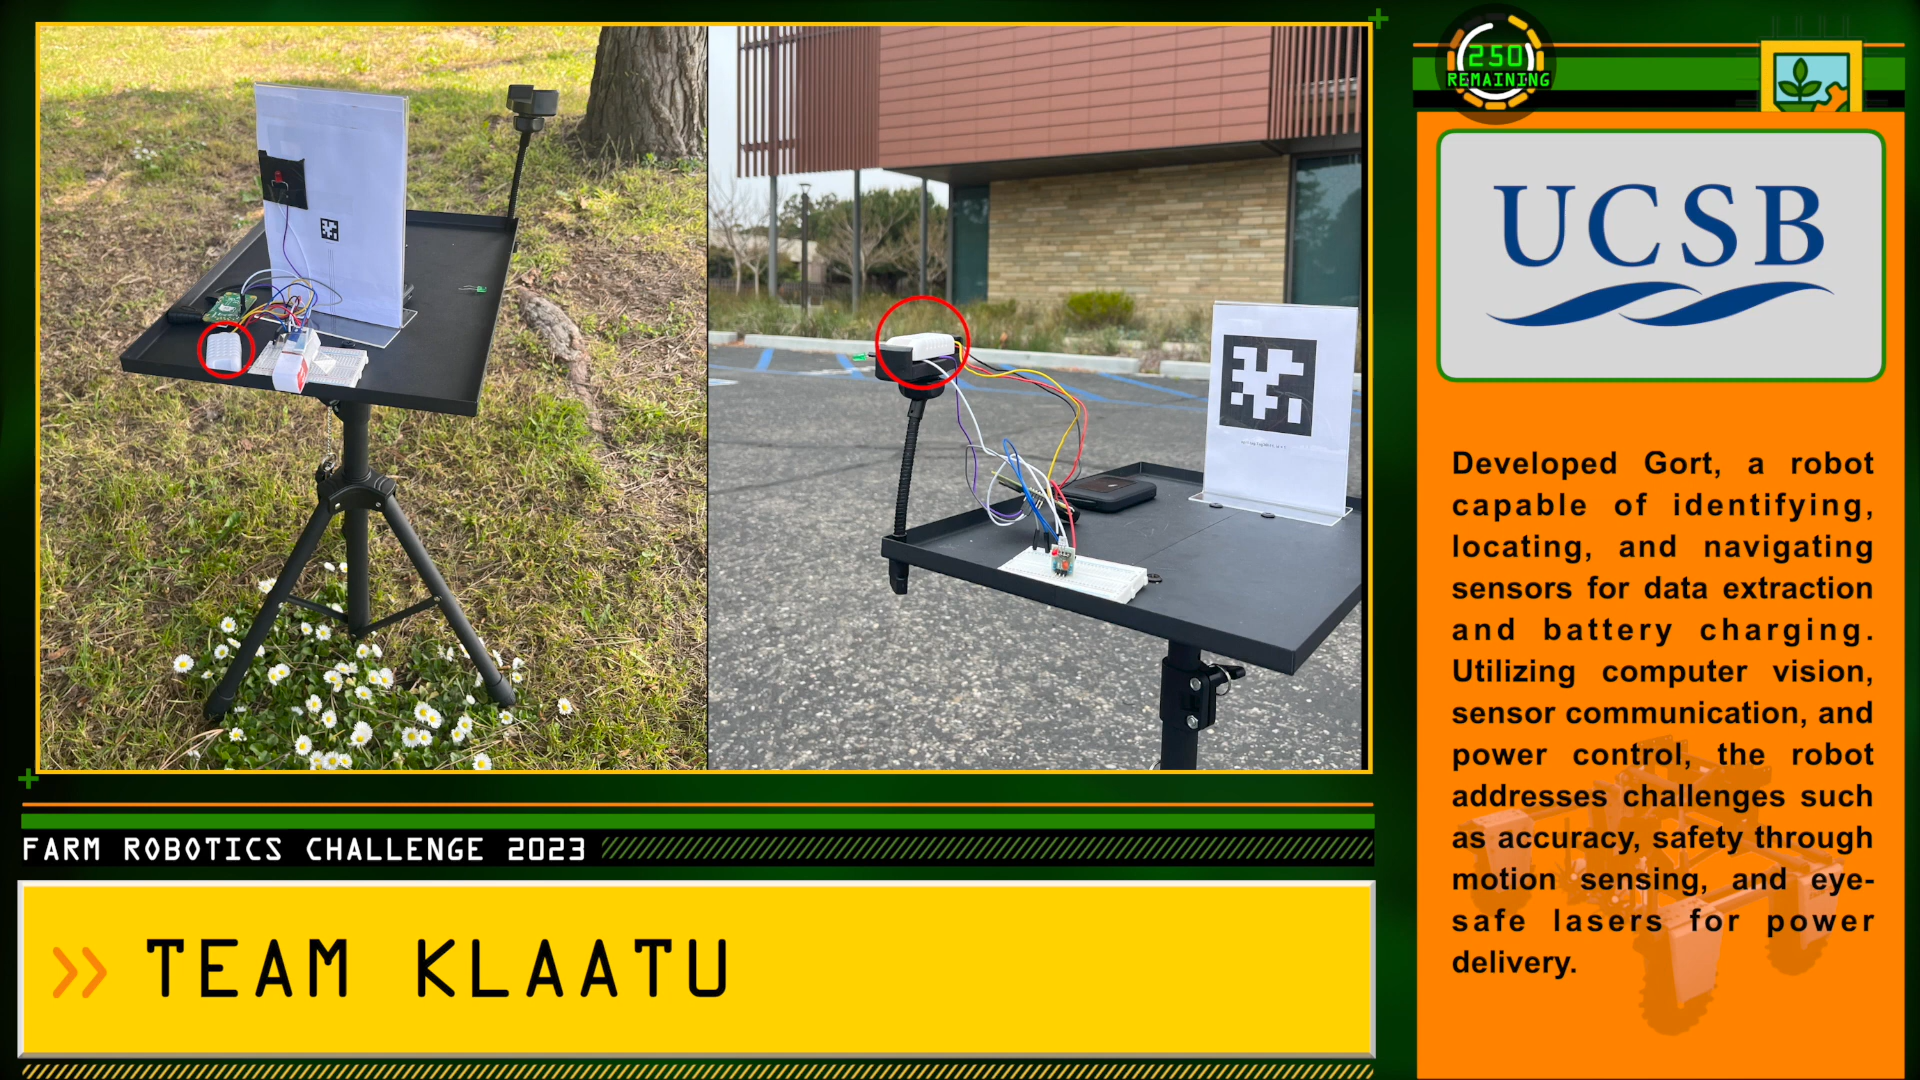 250
REMAINING
UCSB
Developed Gort, a robot
capable of identifying,
locating, and navigating
sensors for data extraction
and battery charging.
Utilizing computer vision,
sensor communication, and
power control, the robot
addresses challenges such
as accuracy, safety through
motion sensing, and eye-
safe lasers for power
delivery.
FARM ROBOTICS CHALLENGE 2023
TEAM KLAATU